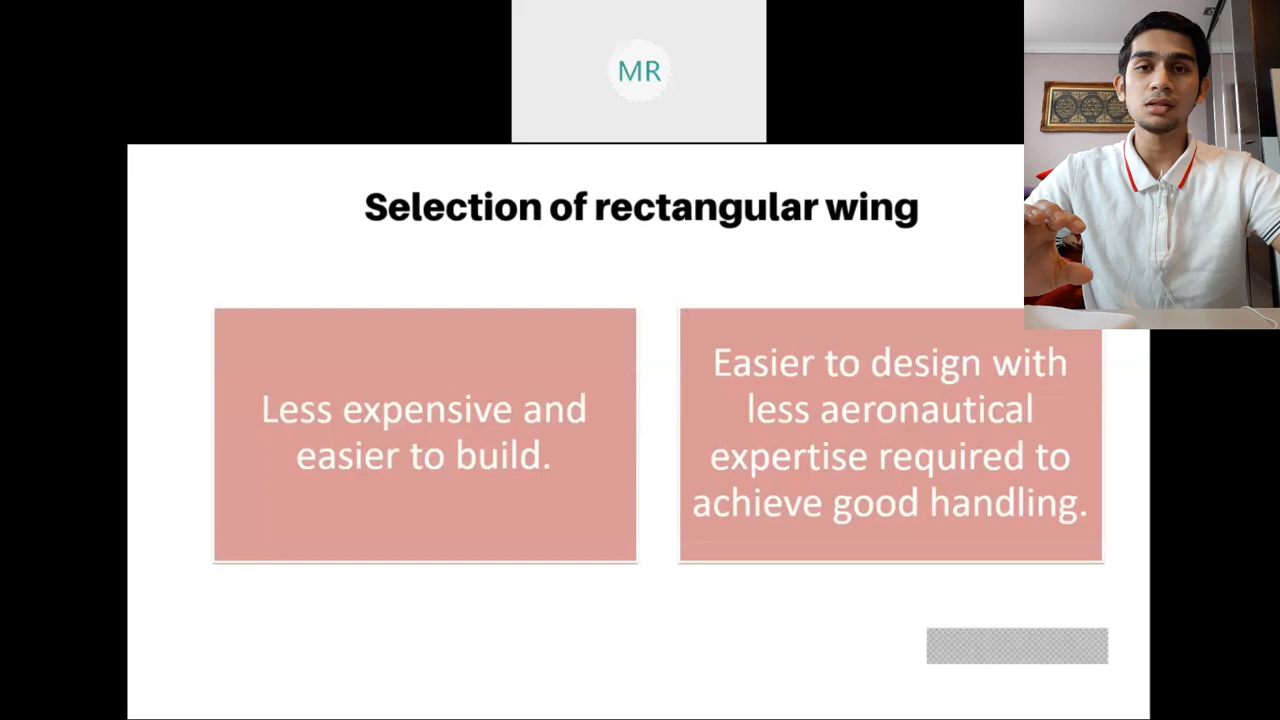 MR
Selection of rectangular wing
Less expensive and
easier to build.
Easier to design with
less aeronautical
expertise required to
achieve good handling.